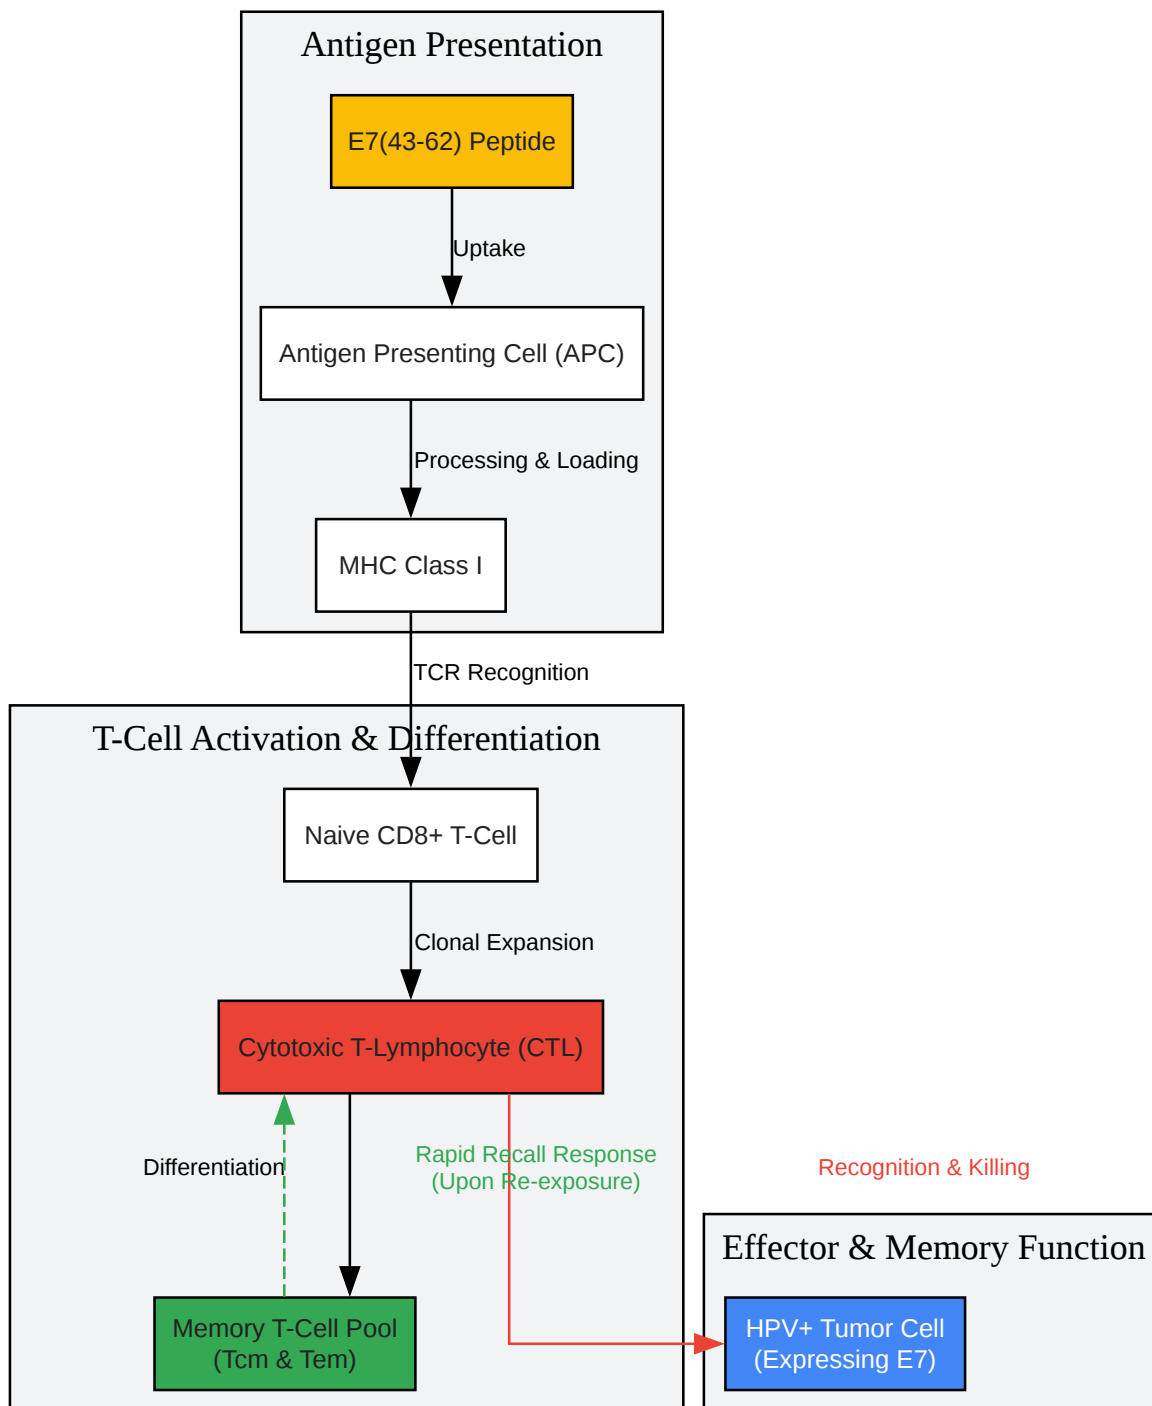 Antigen Presentation
E7(43-62) Peptide
Uptake
Antigen Presenting Cell (APC)
Processing & Loading
MHC Class I
TCR Recognition
T-Cell Activation & Differentiation
Naive CD8+ T-Cell
Clonal Expansion
Cytotoxic T-Lymphocyte (CTL)
Differentiation
Rapid Recall Response
(Upon Re-exposure)
Recognition & Killing
Effector & Memory Function
Memory T-Cell Pool
(Tcm & Tem)
HPV+ Tumor Cell
(Expressing E7)